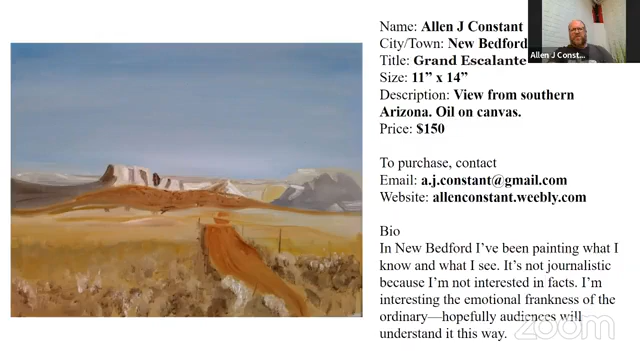 Name: Allen J Constant
City/Town: New Bedford
Title: Grand Escalante
Size: 11” x 14”
Description: View from southern
Arizona. Oil on canvas.
Price: $150
To purchase, contact
Email: a.j.constant@gmail.com
Website: allenconstant.weebly.com
Bio
In New Bedford I’ve been painting what I
know and what I see. It’s not journalistic
because I’m not interested in facts. I’m
interesting the emotional frankness of the
ordinary—hopefully audiences will
understand it this way.
Allen J Const...
zoom